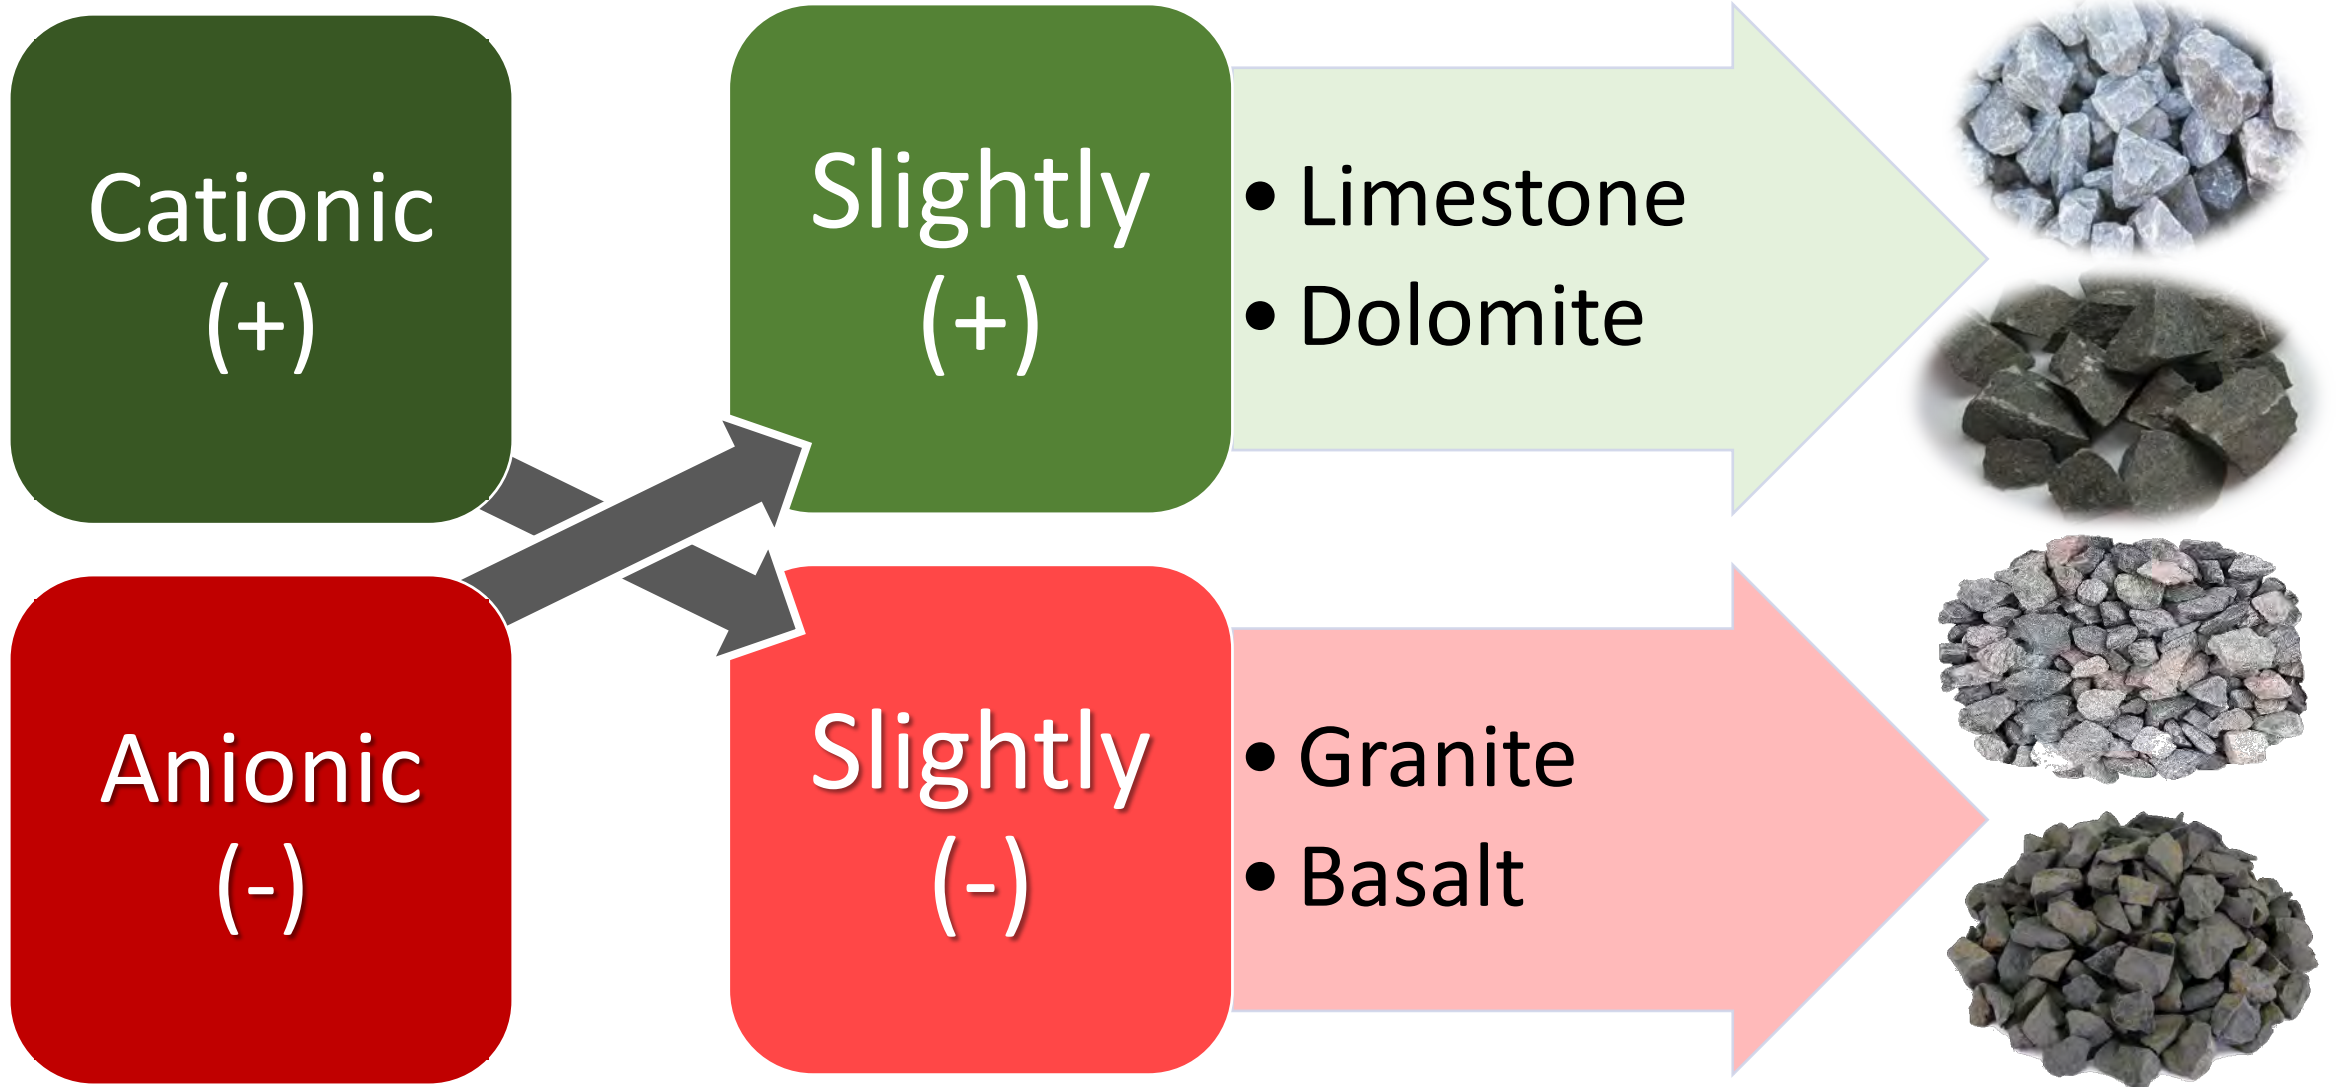 Cationic
(+)
Slightly
(+)
• Limestone
• Dolomite
Anionic
(-)
Slightly
(-)
• Granite
• Basalt